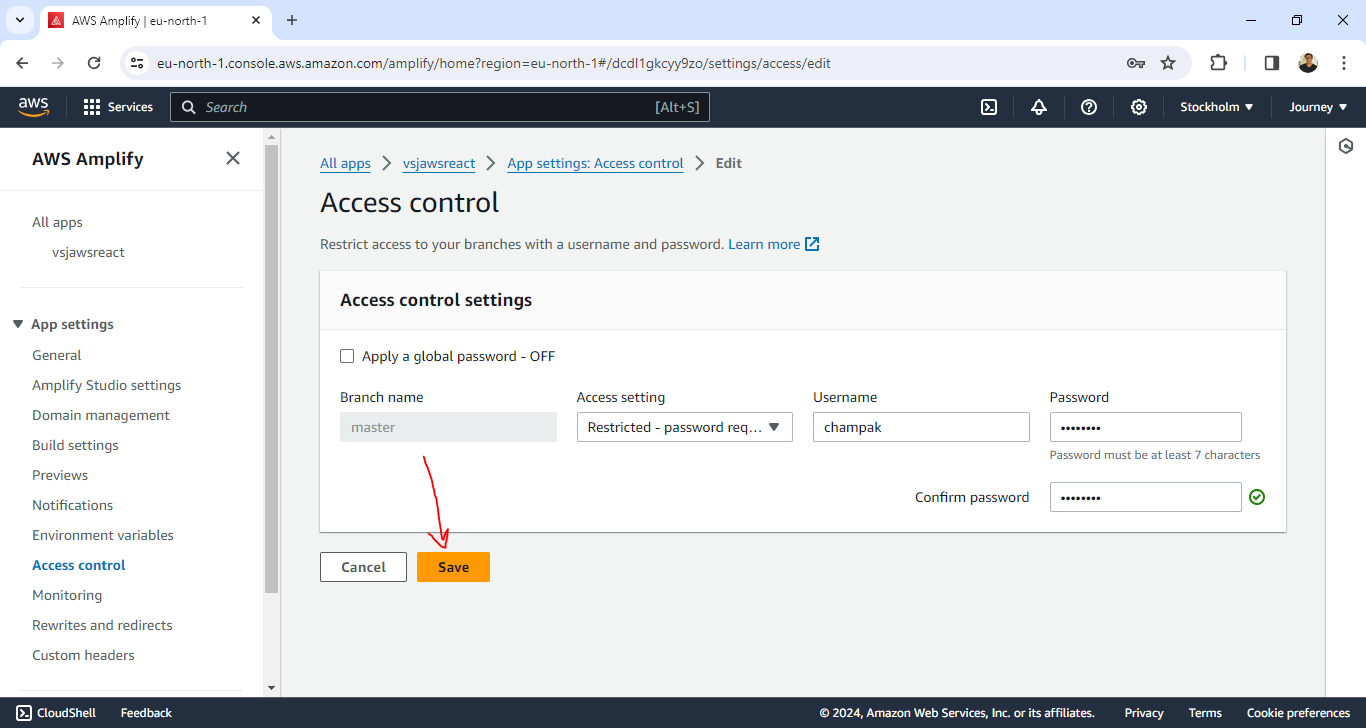 AWS Amplify | eu-north-1
eu-north-1.console.aws.amazon.com/amplify/home?region=eu-north-1#/dcdl1gkcyy9zo/settings/access/edit
aws Services Search [Alt+S] Stockholm Journey
AWS Amplify
All apps
vsjawsreact
App settings
General
Amplify Studio settings
Domain management
Build settings
Previews
Notifications
Environment variables
Access control
Monitoring
Rewrites and redirects
Custom headers
All apps vsjawsreact App settings: Access control Edit
Access control
Restrict access to your branches with a username and password. Learn more
Access control settings
Apply a global password - OFF
Branch name Access setting Username Password
master Restricted - password req... champak ••••••••
Password must be at least 7 characters
Confirm password ••••••••
Cancel Save
CloudShell Feedback © 2024, Amazon Web Services, Inc. or its affiliates. Privacy Terms Cookie preferences